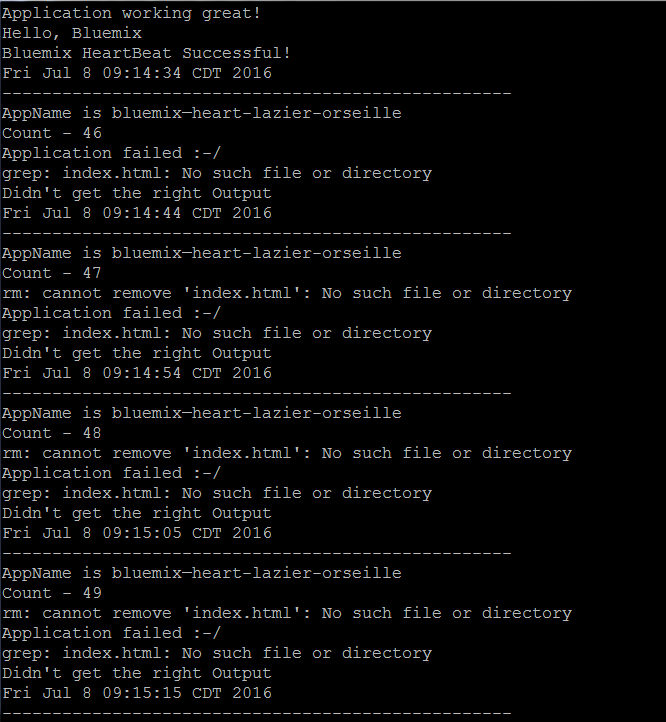 Application working great!
Hello, Bluemix
Bluemix HeartBeat Successful!
Fri Jul 8 09:14:34 CDT 2016
---------------------------------------------------
AppName is bluemix—heart-lazier-orseille
Count - 46
Application failed :-/
grep: index.html: No such file or directory
Didn't get the right Output
Fri Jul 8 09:14:44 CDT 2016
---------------------------------------------------
AppName is bluemix—heart-lazier-orseille
Count - 47
rm: cannot remove 'index.html': No such file or directory
Application failed :-/
grep: index.html: No such file or directory
Didn't get the right Output
Fri Jul 8 09:14:54 CDT 2016
---------------------------------------------------
AppName is bluemix—heart-lazier-orseille
Count - 48
rm: cannot remove 'index.html': No such file or directory
Application failed :-/
grep: index.html: No such file or directory
Didn't get the right Output
Fri Jul 8 09:15:05 CDT 2016
---------------------------------------------------
AppName is bluemix—heart-lazier-orseille
Count - 49
rm: cannot remove 'index.html': No such file or directory
Application failed :-/
grep: index.html: No such file or directory
Didn't get the right Output
Fri Jul 8 09:15:15 CDT 2016
---------------------------------------------------